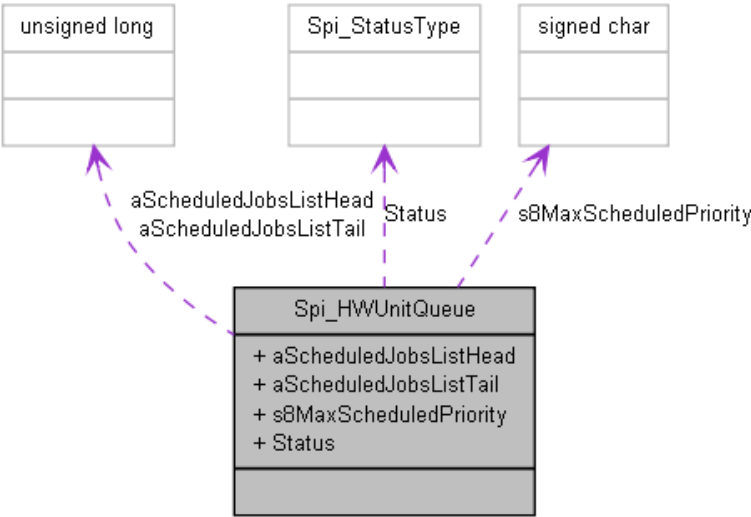 unsigned long
Spi_StatusType
signed char
aScheduledJobsListHead
aScheduledJobsListTail
Status
s8MaxScheduledPriority
Spi_HWUnitQueue
+ aScheduledJobsListHead
+ aScheduledJobsListTail
+ s8MaxScheduledPriority
+ Status